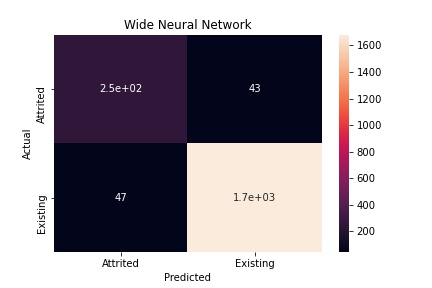 Wide Neural Network
Actual
Attrited
Existing
2.5e+02
43
47
1.7e+03
Attrited
Existing
Predicted
1600
1400
1200
1000
800
600
400
200